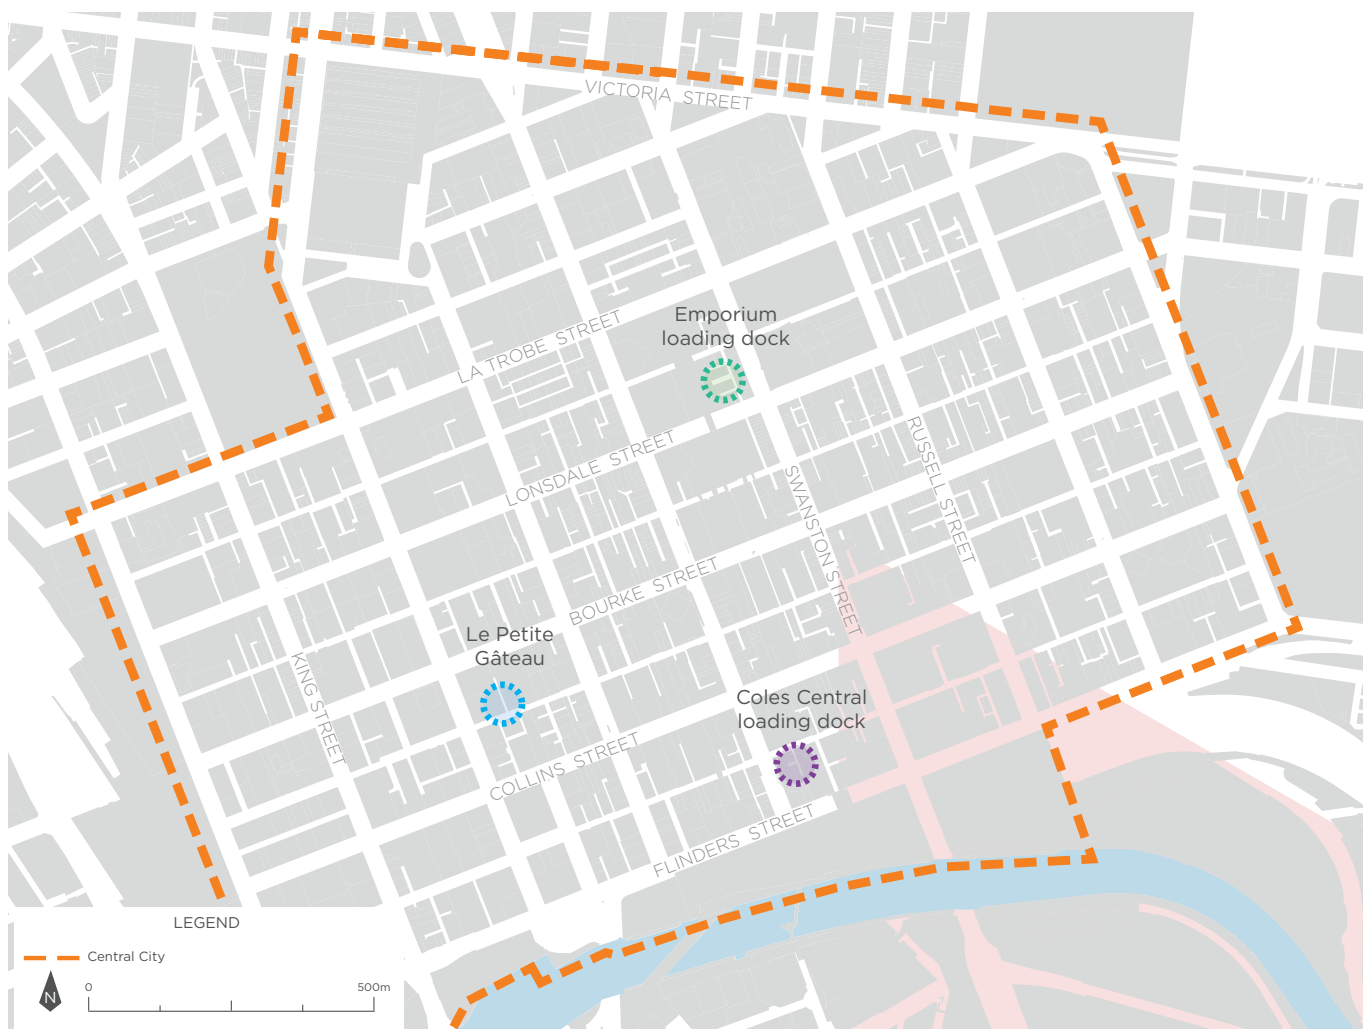 VICTORIA STREET
Emporium
loading dock
LA TROBE STREET
LONSDALE STREET
RUSSELL STREET
SWANSTON STREET
BOURKE STREET
Le Petite
Gâteau
KING STREET
Coles Central
loading dock
COLLINS STREET
FLINDERS STREET
LEGEND
Central City
N
0
500m